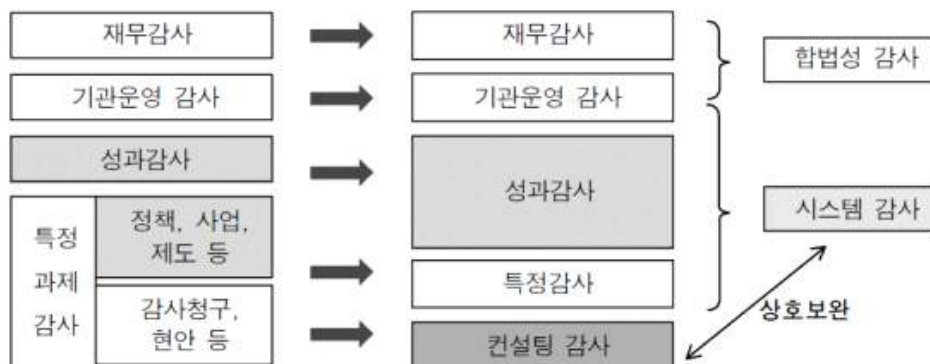 재무감사
기관운영 감사
성과감사
특정
과제
감사
정책, 사업,
제도 등
감사청구,
현안 등
재무감사
기관운영 감사
성과감사
특정감사
컨설팅 감사
합법성 감사
시스템 감사
상호보완